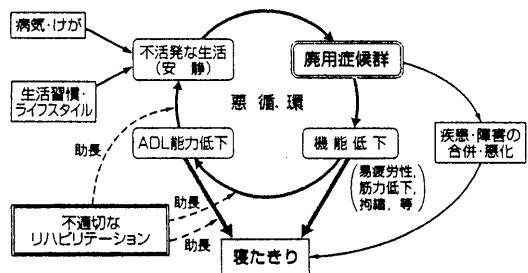 病気・けが
不活発な生活
(安 静)
廃用症候群
生活習慣・
ライフスタイル
悪 循 環
助長
ADL能力低下
機 能 低 下
疾患・障害の
合併・悪化
(易疲労性,
筋力低下,
拘縮, 等)
不適切な
リハビリテーション
助長
助長
寝たきり